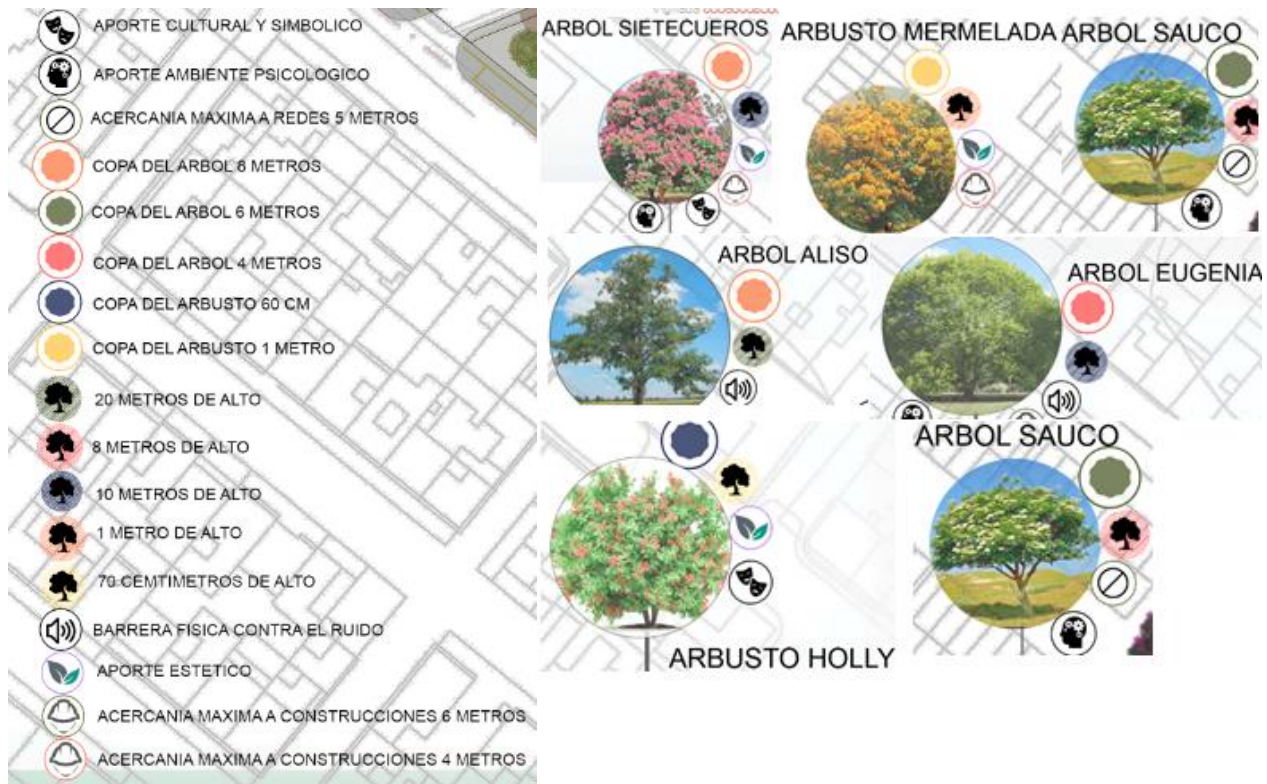 APORTE CULTURAL Y SIMBOLICO
APORTE AMBIENTE PSICOLOGICO
ACERCANIA MAXIMA A REDES 5 METROS
COPA DEL ARBOL 8 METROS
COPA DEL ARBOL 6 METROS
COPA DEL ARBOL 4 METROS
COPA DEL ARBUSTO 60 CM
COPA DEL ARBUSTO 1 METRO
20 METROS DE ALTO
8 METROS DE ALTO
10 METROS DE ALTO
1 METRO DE ALTO
70 CEMTIMETROS DE ALTO
BARRERA FISICA CONTRA EL RUIDO
APORTE ESTETICO
ACERCANIA MAXIMA A CONSTRUCCIONES 6 METROS
ACERCANIA MAXIMA A CONSTRUCCIONES 4 METROS
ARBOL SIETECUEROS
ARBUSTO MERMELADA
ARBOL SAUCO
ARBOL ALISO
ARBOL EUGENIA
ARBUSTO HOLLY
ARBOL SAUCO